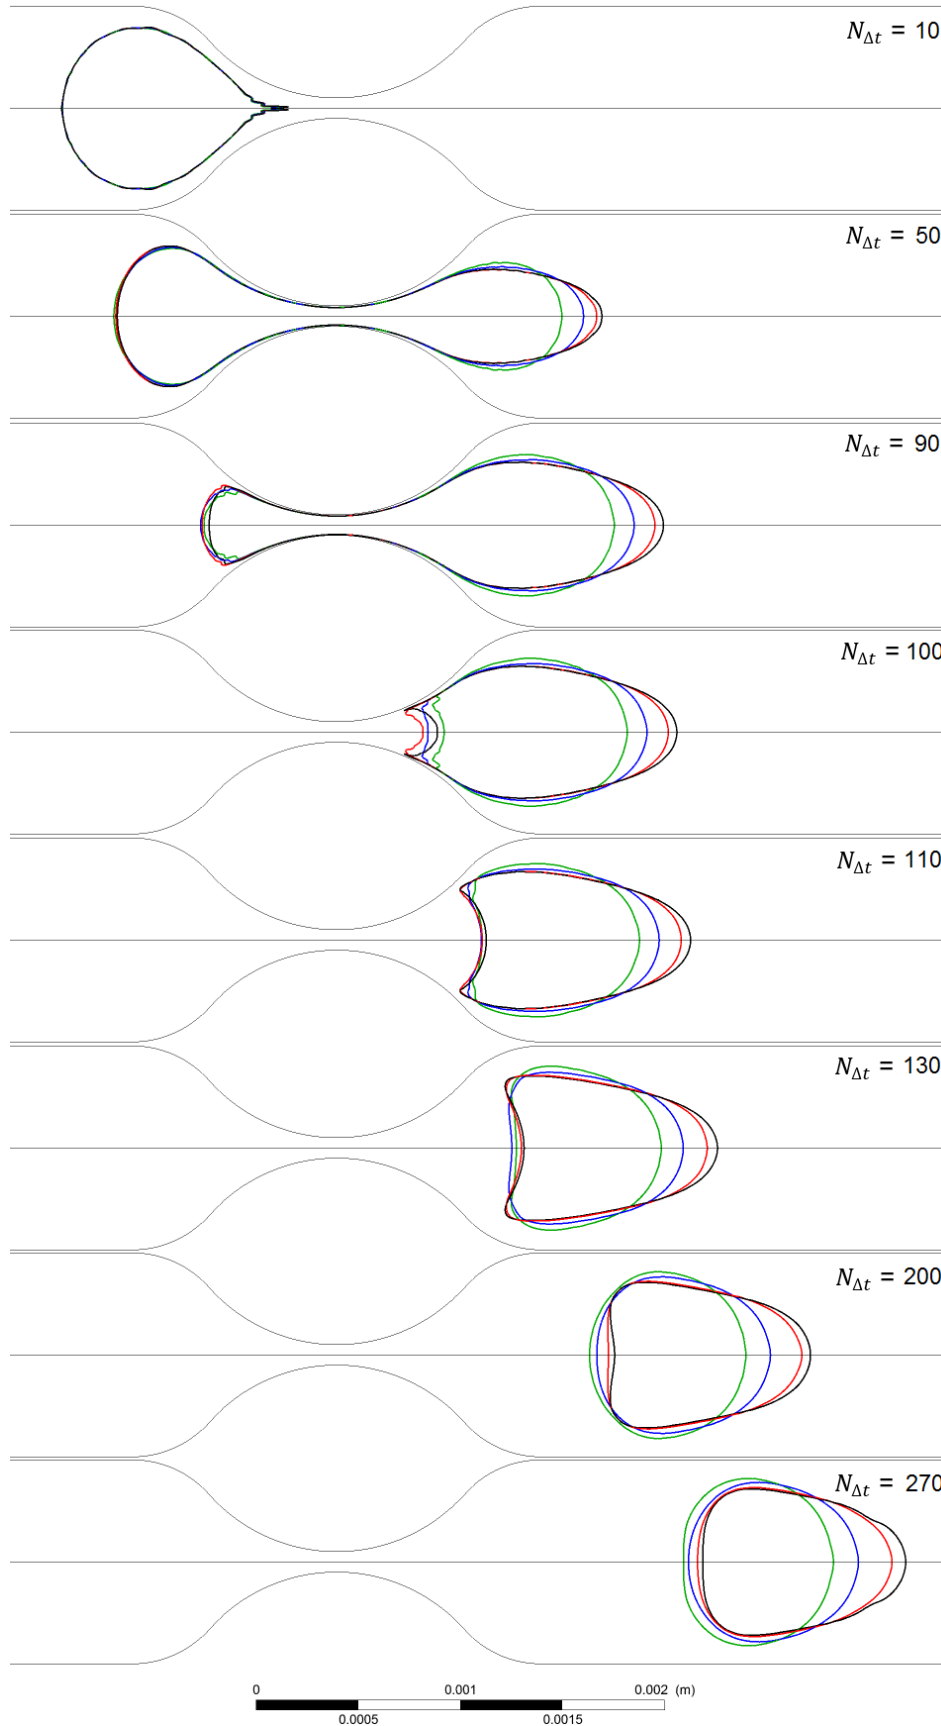 N_Δt = 10
N_Δt = 50
N_Δt = 90
N_Δt = 100
N_Δt = 110
N_Δt = 130
N_Δt = 200
N_Δt = 270
0 0.001 0.002 (m)
0.0005 0.0015